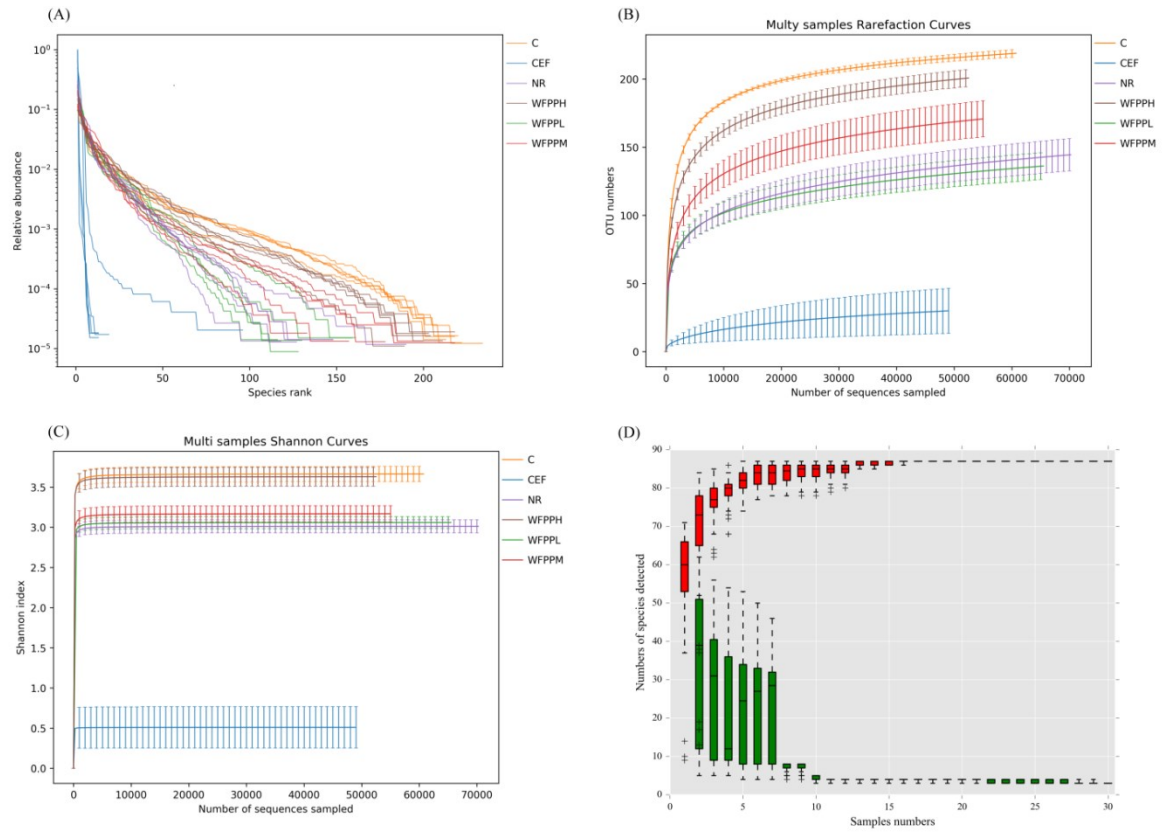 (A)
Relative abundance
10⁰
10⁻¹
10⁻²
10⁻³
10⁻⁴
10⁻⁵
0 50 100 150 200
Species rank
C
CEF
NR
WFPPH
WFPPL
WFPPM
(B)
Multy samples Rarefaction Curves
OTU numbers
200
150
100
50
0
0 10000 20000 30000 40000 50000 60000 70000
Number of sequences sampled
C
CEF
NR
WFPPH
WFPPL
WFPPM
(C)
Multi samples Shannon Curves
Shannon index
3.5
3.0
2.5
2.0
1.5
1.0
0.5
0.0
0 10000 20000 30000 40000 50000 60000 70000
Number of sequences sampled
C
CEF
NR
WFPPH
WFPPL
WFPPM
(D)
Numbers of species detected
90
80
70
60
50
40
30
20
10
0
0 5 10 15 20 25 30
Samples numbers